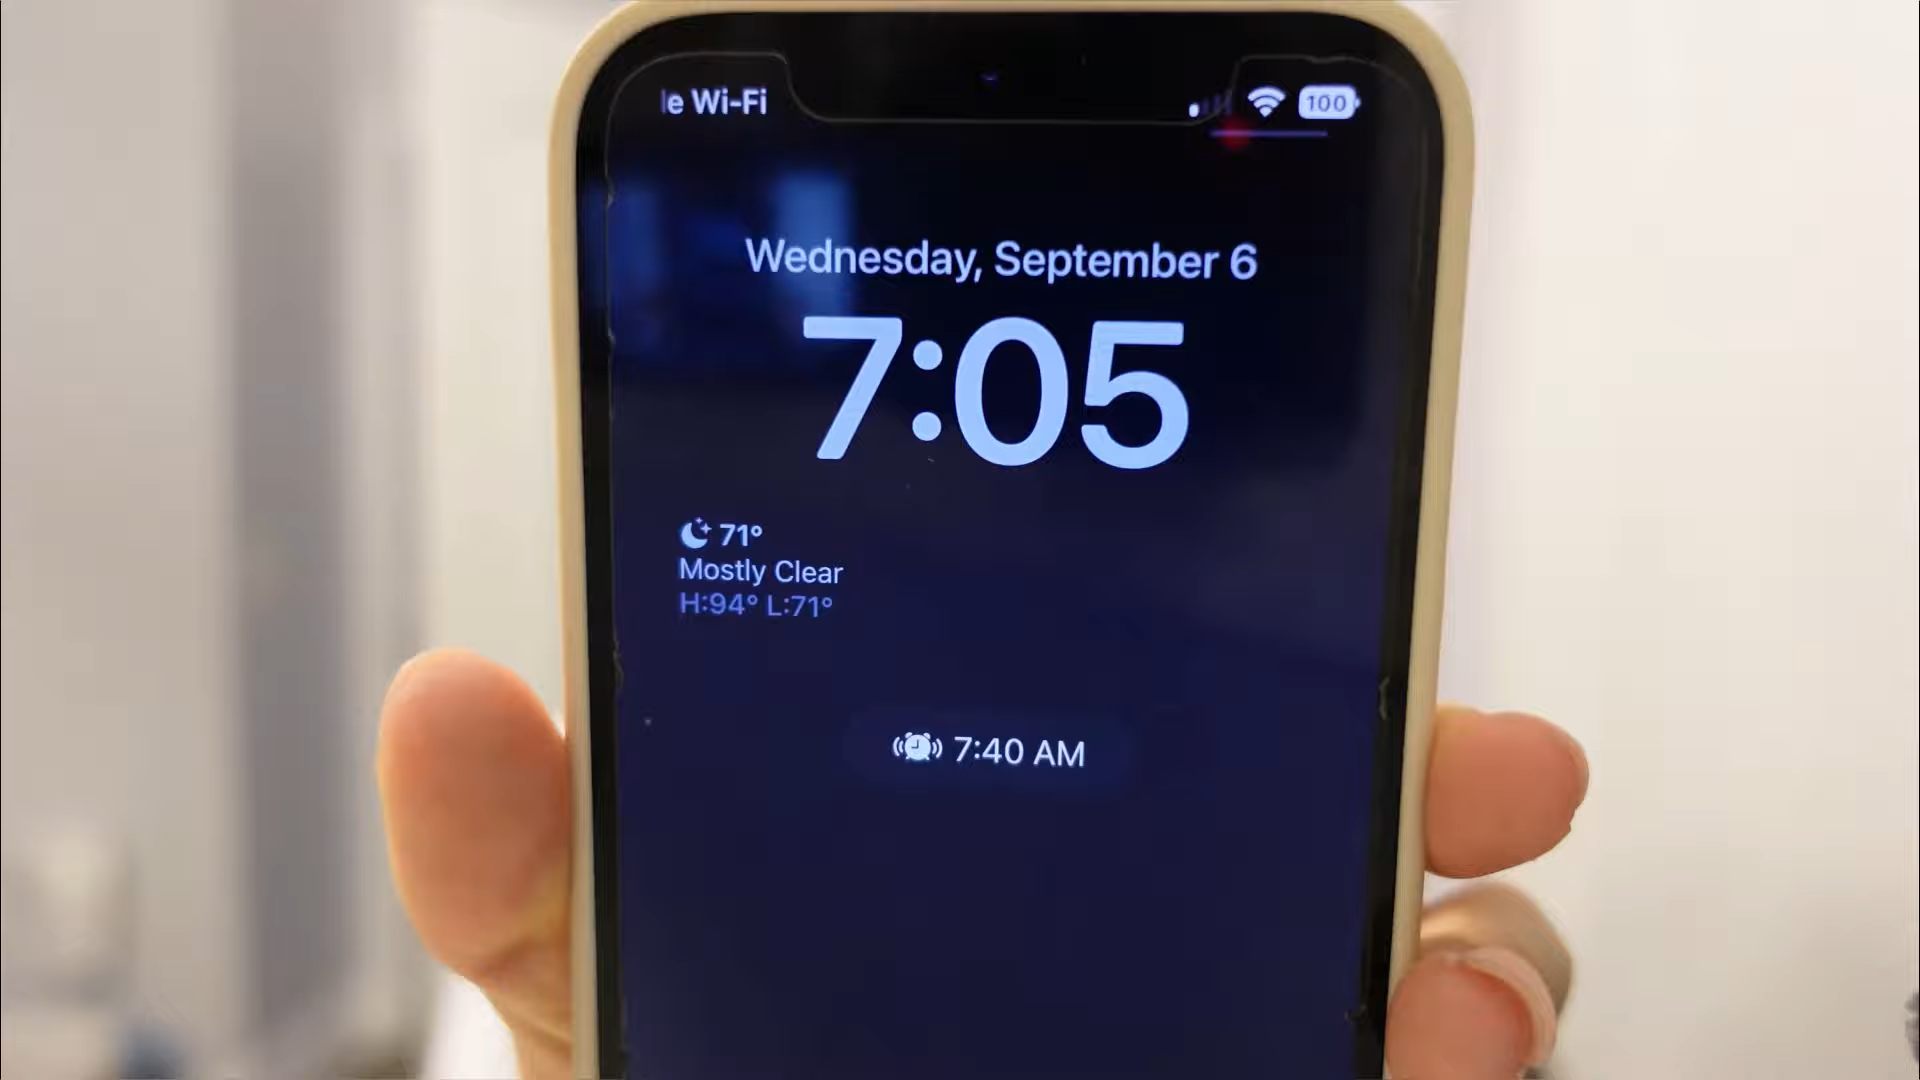 le Wi-Fi
100
Wednesday, September 6
7:05
71°
Mostly Clear
H:94° L:71°
7:40 AM